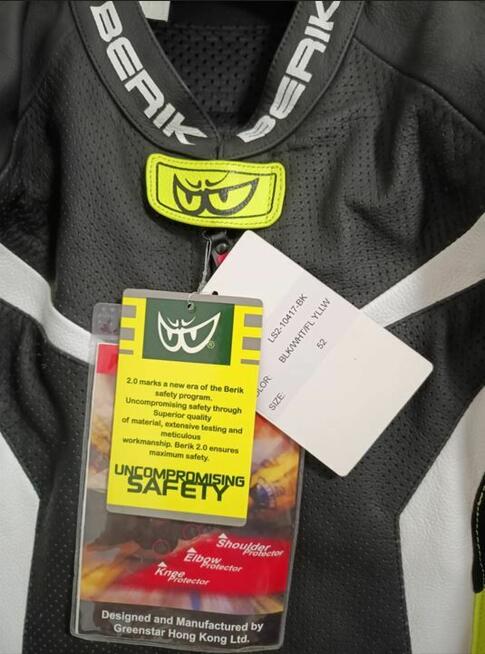 BERIK
BERIK
LS2-10417-BK
BLK/WHT/FL YLLW
OLOR
52
SIZE:
®
2.0 marks a new era of the Berik
safety program.
Uncompromising safety through
Superior quality
of material, extensive testing and
meticulous
workmanship. Berik 2.0 ensures
maximum safety.
UNCOMPROMISING
SAFETY
Shoulder
Protector
Elbow
Protector
Knee
Protector
Designed and Manufactured by
Greenstar Hong Kong Ltd.